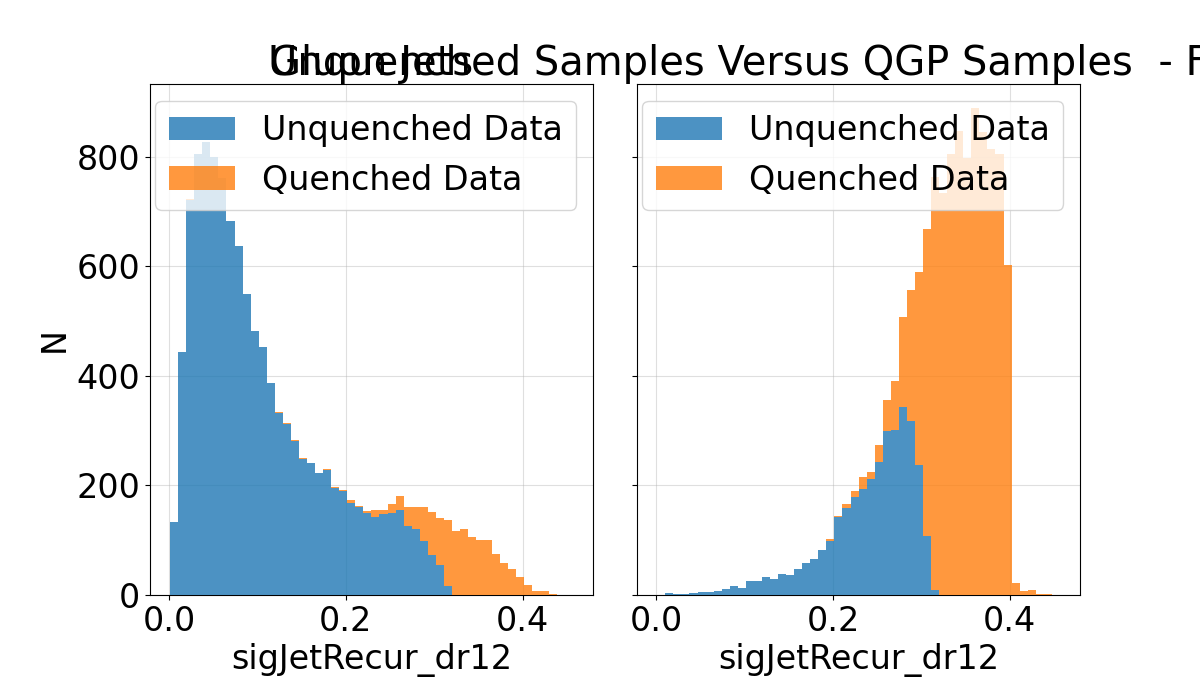 Gluon Jets
Unquenched Samples Versus QGP Samples - F
Unquenched Data
Quenched Data
Unquenched Data
Quenched Data
N
800
600
400
200
0
0.0 0.2 0.4
0.0 0.2 0.4
sigJetRecur_dr12
sigJetRecur_dr12